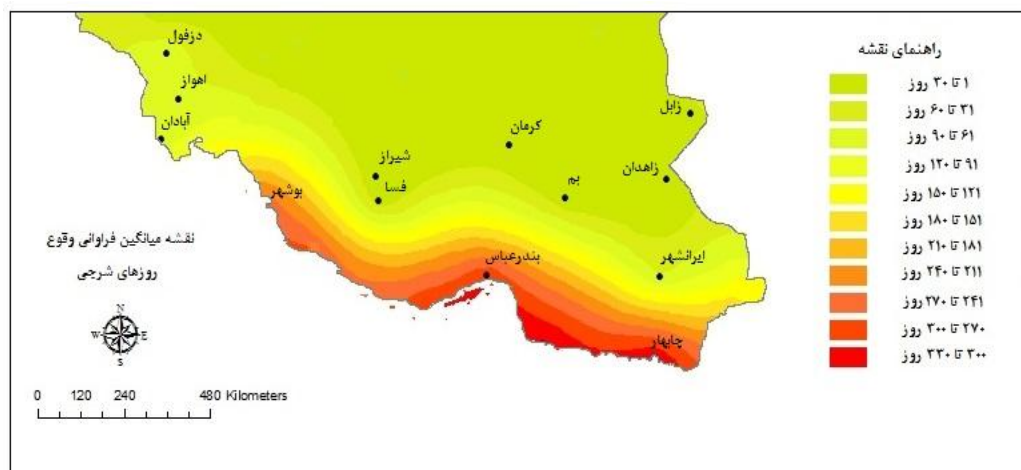 راهنمای نقشه
۱ تا ۳۰ روز
۳۱ تا ۶۰ روز
۶۱ تا ۹۰ روز
۹۱ تا ۱۲۰ روز
۱۲۱ تا ۱۵۰ روز
۱۵۱ تا ۱۸۰ روز
۱۸۱ تا ۲۱۰ روز
۲۱۱ تا ۲۴۰ روز
۲۴۱ تا ۲۷۰ روز
۲۷۰ تا ۳۰۰ روز
۳۰۰ تا ۳۳۰ روز
دزفول
اهواز
آبادان
زابل
کرمان
شیراز
زاهدان
فسا
بم
بوشهر
بندرعباس
ایرانشهر
چابهار
نقشه میانگین فراوانی وقوع
روزهای شرجی
N
W E
S
0 120 240 480 Kilometers